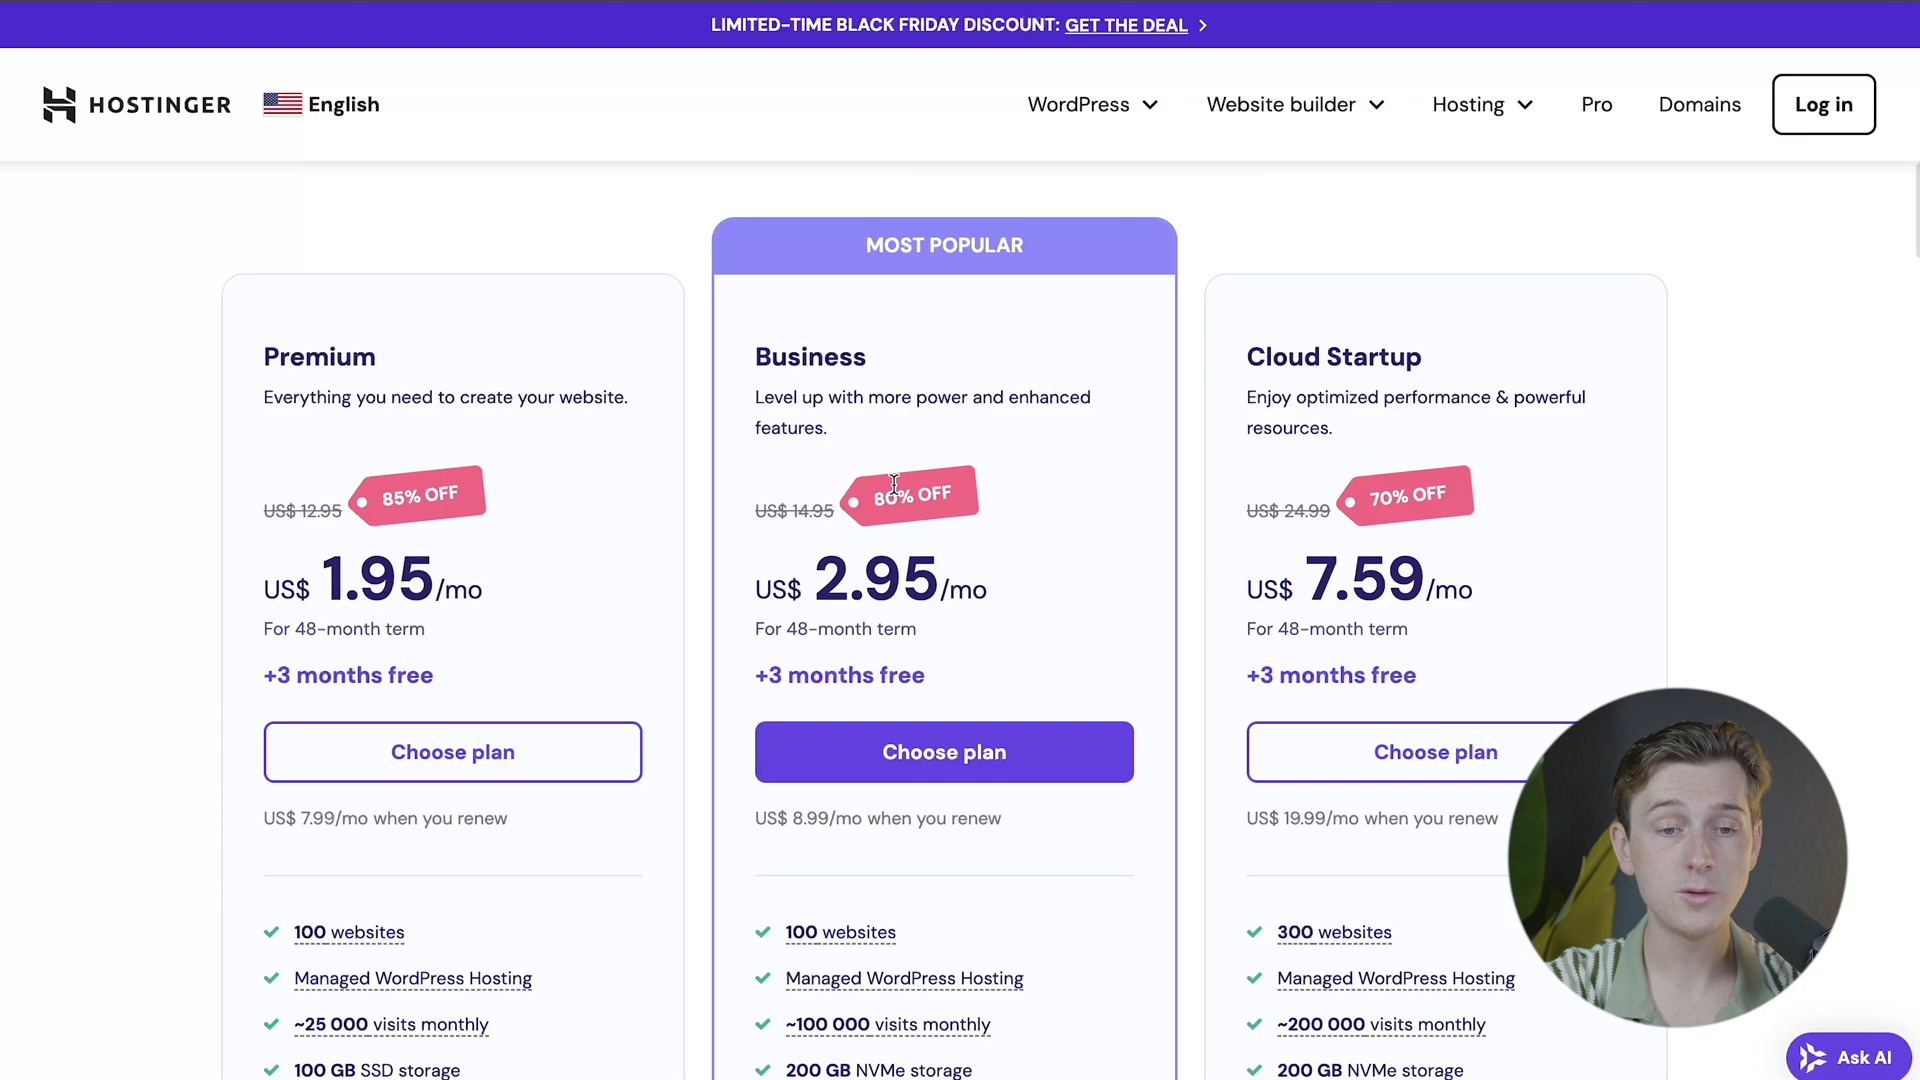 LIMITED-TIME BLACK FRIDAY DISCOUNT: GET THE DEAL
HOSTINGER English WordPress Website builder Hosting Pro Domains Log in
MOST POPULAR
Premium
Everything you need to create your website.
US$ 12.95 85% OFF
US$ 1.95/mo
For 48-month term
+3 months free
Choose plan
US$ 7.99/mo when you renew
100 websites
Managed WordPress Hosting
~25 000 visits monthly
100 GB SSD storage
Business
Level up with more power and enhanced
features.
US$ 14.95 80% OFF
US$ 2.95/mo
For 48-month term
+3 months free
Choose plan
US$ 8.99/mo when you renew
100 websites
Managed WordPress Hosting
~100 000 visits monthly
200 GB NVMe storage
Cloud Startup
Enjoy optimized performance & powerful
resources.
US$ 24.99 70% OFF
US$ 7.59/mo
For 48-month term
+3 months free
Choose plan
US$ 19.99/mo when you renew
300 websites
Managed WordPress Hosting
~200 000 visits monthly
200 GB NVMe storage
Ask AI